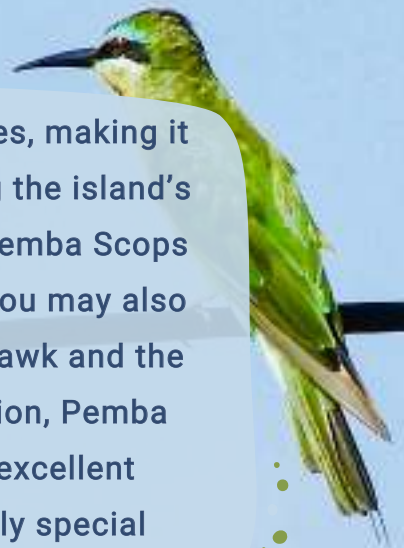 es, making it
the island's
emba Scops
ou may also
awk and the
ion, Pemba
excellent
ly special